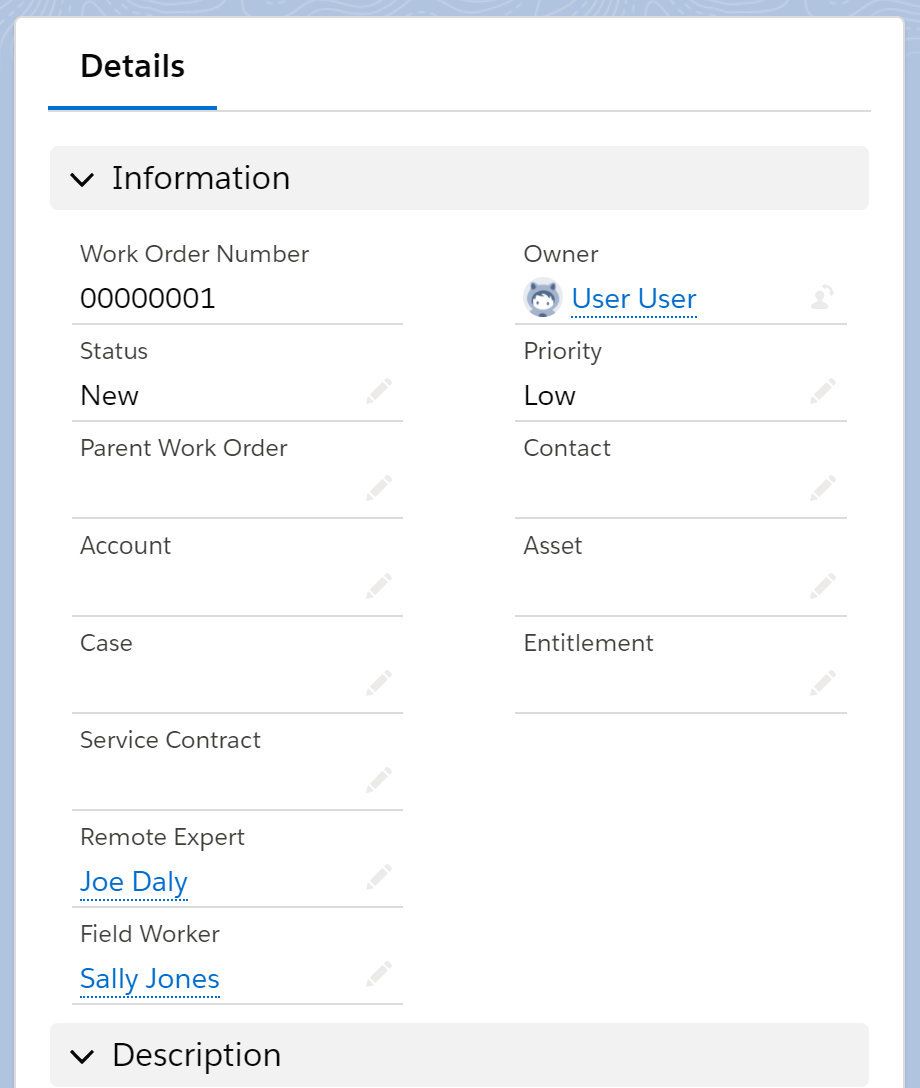 Details
Information
Work Order Number
00000001
Owner
User User
Status
New
Priority
Low
Parent Work Order
Contact
Account
Asset
Case
Entitlement
Service Contract
Remote Expert
Joe Daly
Field Worker
Sally Jones
Description